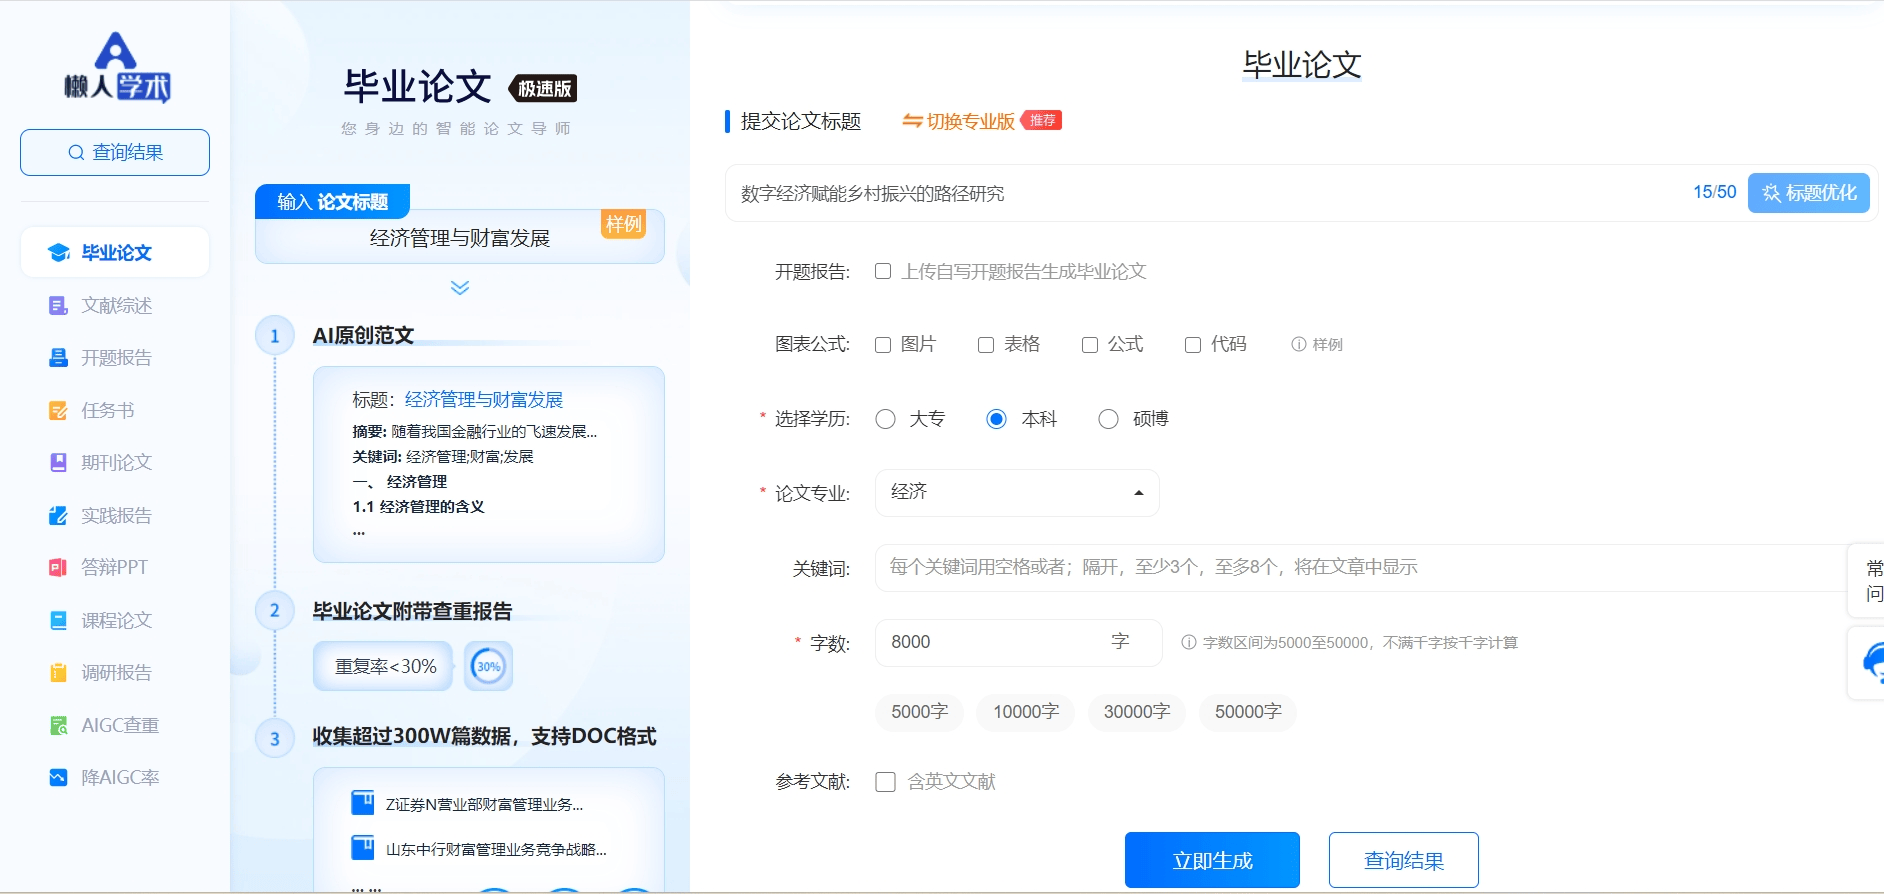 懒人学术
查询结果
毕业论文
文献综述
开题报告
任务书
期刊论文
实践报告
答辩PPT
课程论文
调研报告
AIGC查重
降AIGC率
毕业论文 极速版
您身边的智能论文导师
输入 论文标题
样例
经济管理与财富发展
1 AI原创范文
标题：经济管理与财富发展
摘要: 随着我国金融行业的飞速发展...
关键词: 经济管理;财富;发展
一、 经济管理
1.1 经济管理的含义
...
2 毕业论文附带查重报告
重复率<30% 30%
3 收集超过300W篇数据，支持DOC格式
Z证券N营业部财富管理业务...
山东中行财富管理业务竞争战略...
... ...
毕业论文
提交论文标题 切换专业版 推荐
数字经济赋能乡村振兴的路径研究 15/50 标题优化
开题报告: 上传自写开题报告生成毕业论文
图表公式: 图片 表格 公式 代码 样例
* 选择学历: 大专 本科 硕博
* 论文专业: 经济
关键词: 每个关键词用空格或者；隔开，至少3个，至多8个，将在文章中显示
* 字数: 8000 字 字数区间为5000至50000，不满千字按千字计算
5000字 10000字 30000字 50000字
参考文献: 含英文文献
立即生成 查询结果
常
问